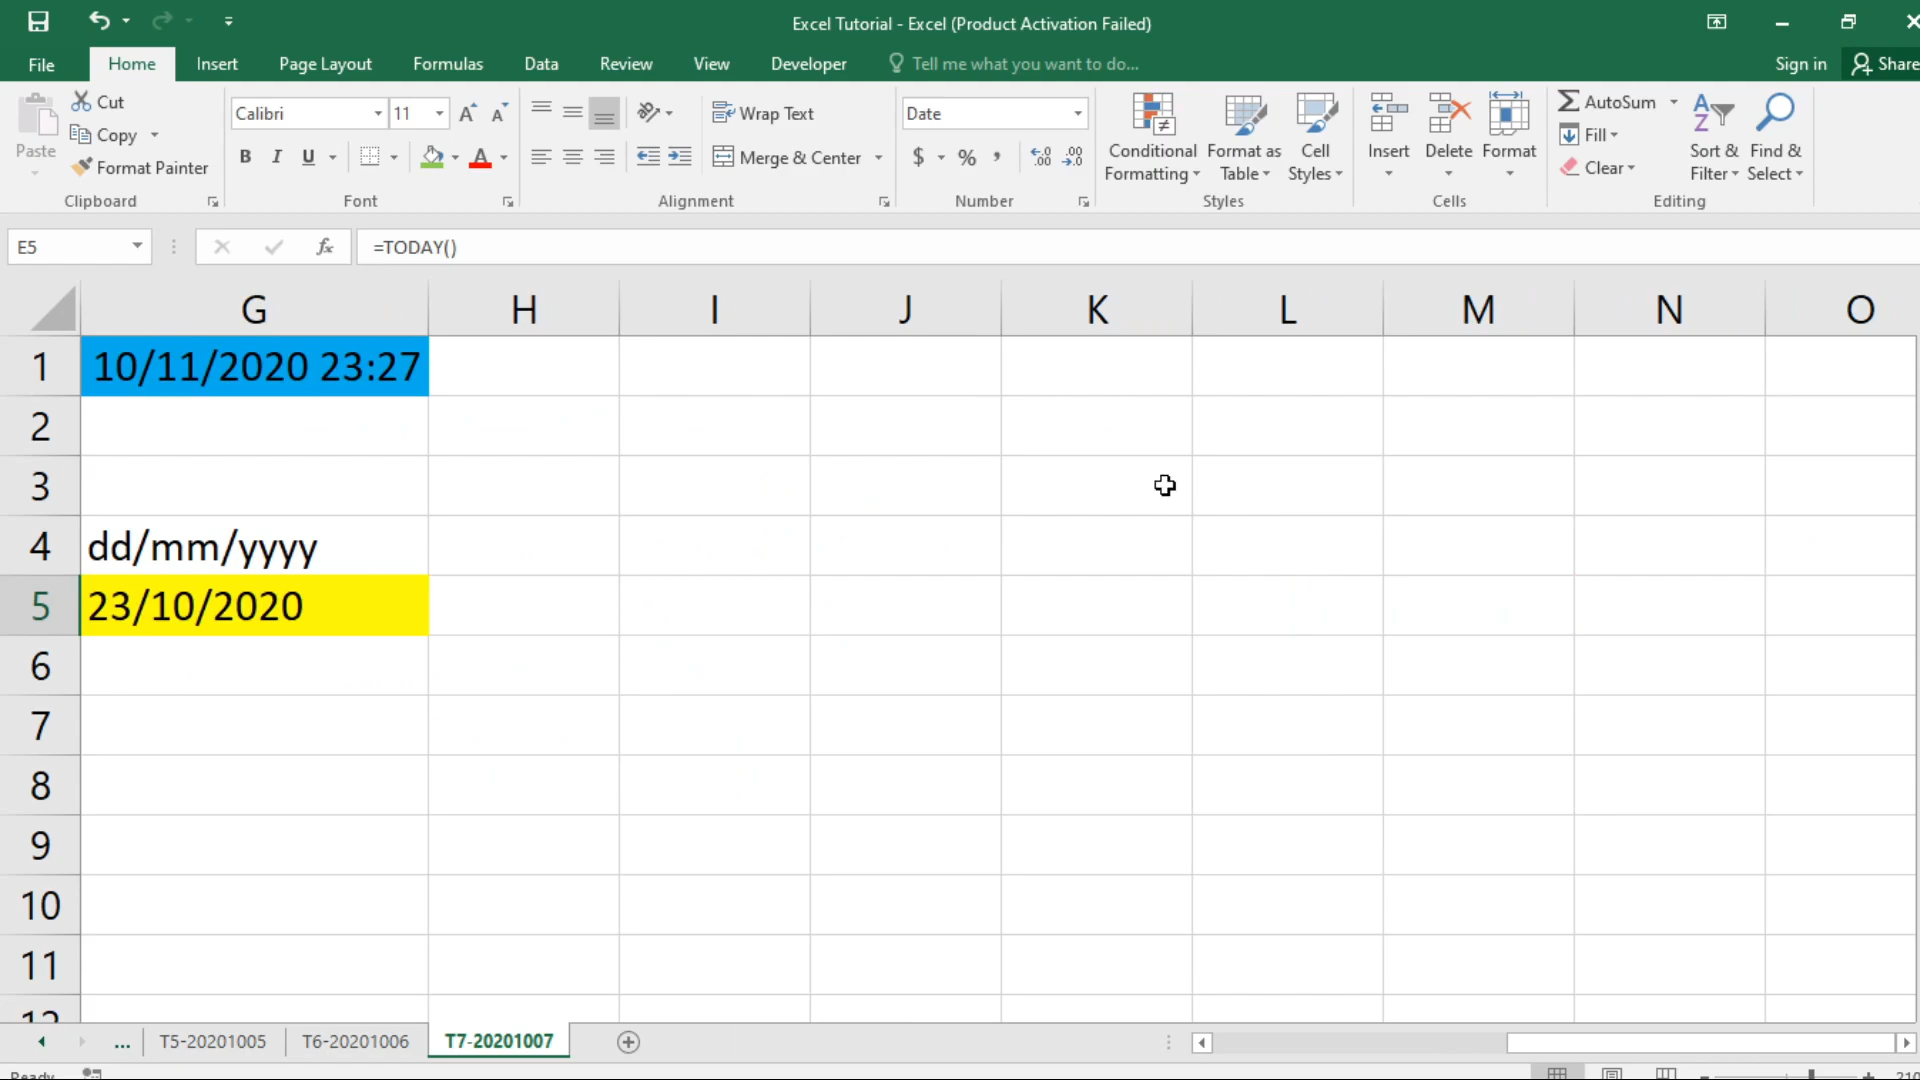 Excel Tutorial - Excel (Product Activation Failed)
File Home Insert Page Layout Formulas Data Review View Developer Tell me what you want to do... Sign in Share
Paste
Cut
Copy
Format Painter
Clipboard
Calibri 11
B I U A
Font
Wrap Text
Merge & Center
Alignment
Date
$ % ,
Number
Conditional Formatting
Format as Table
Cell Styles
Styles
Insert Delete Format
Cells
AutoSum
Fill
Clear
Sort & Filter
Find & Select
Editing
E5 fx =TODAY()
G H I J K L M N O
1 10/11/2020 23:27
2
3
4 dd/mm/yyyy
5 23/10/2020
6
7
8
9
10
11
12
... T5-20201005 T6-20201006 T7-20201007
Ready